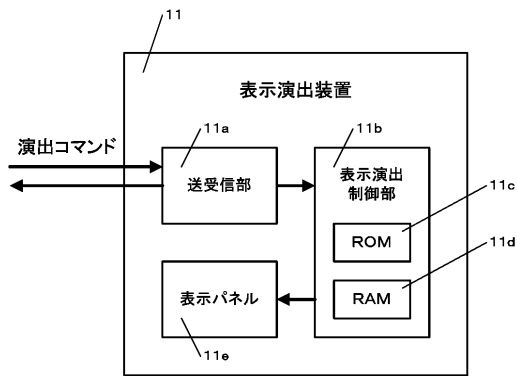 11
表示演出装置
演出コマンド
11a
送受信部
11b
表示演出
制御部
11c
ROM
11d
RAM
表示パネル
11e